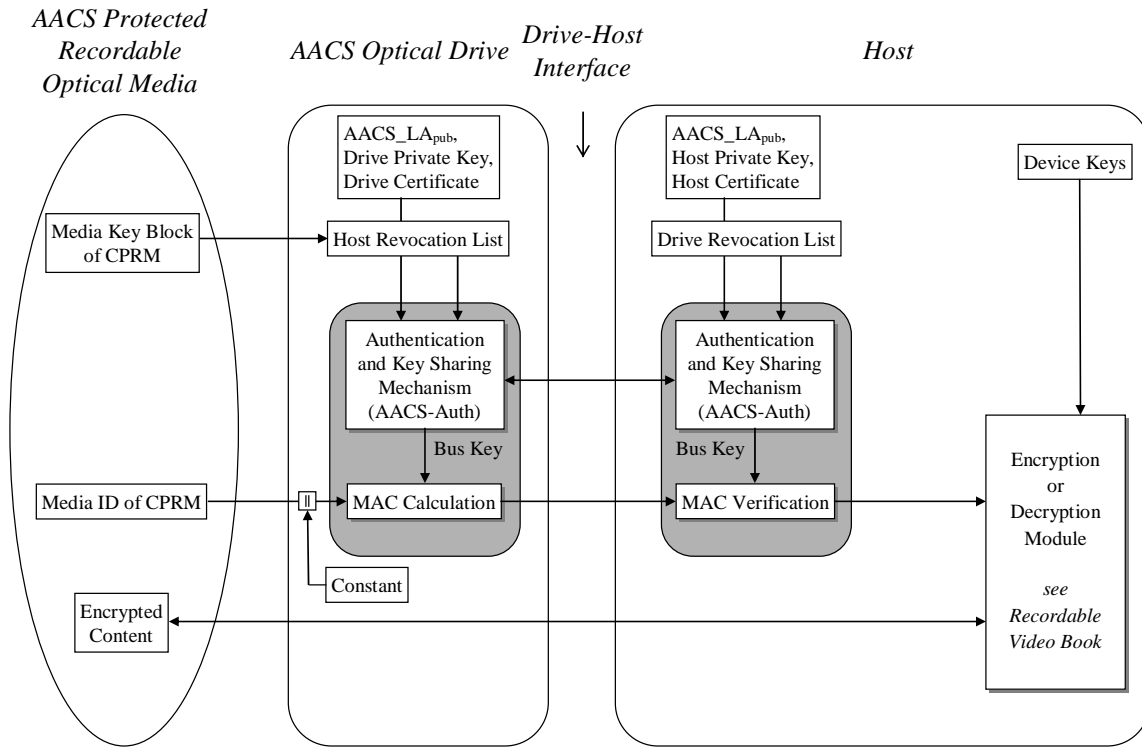 AACS Protected
Recordable
Optical Media
AACS Optical Drive
Drive-Host
Interface
Host
AACS_LApub,
Drive Private Key,
Drive Certificate
AACS_LApub,
Host Private Key,
Host Certificate
Device Keys
Media Key Block
of CPRM
Host Revocation List
Drive Revocation List
Authentication
and Key Sharing
Mechanism
(AACS-Auth)
Authentication
and Key Sharing
Mechanism
(AACS-Auth)
Bus Key
Bus Key
Media ID of CPRM
||
MAC Calculation
MAC Verification
Encryption
or
Decryption
Module
see
Recordable
Video Book
Constant
Encrypted
Content